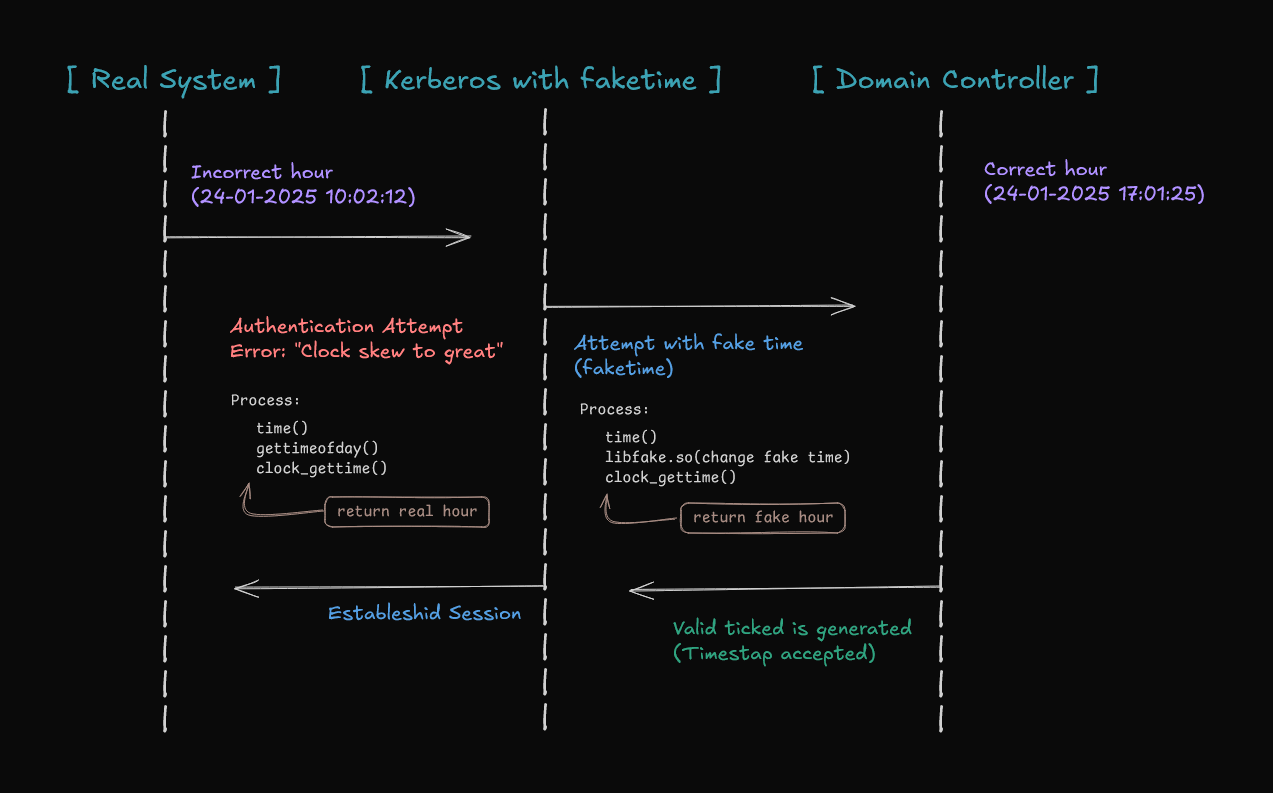 [ Real System ]
[ Kerberos with faketime ]
[ Domain Controller ]
Incorrect hour
(24-01-2025 10:02:12)
Correct hour
(24-01-2025 17:01:25)
Authentication Attempt
Error: "Clock skew to great"
Attempt with fake time
(faketime)
Process:
time()
gettimeofday()
clock_gettime()
return real hour
Process:
time()
libfake.so(change fake time)
clock_gettime()
return fake hour
Estableshid Session
Valid ticked is generated
(Timestap accepted)